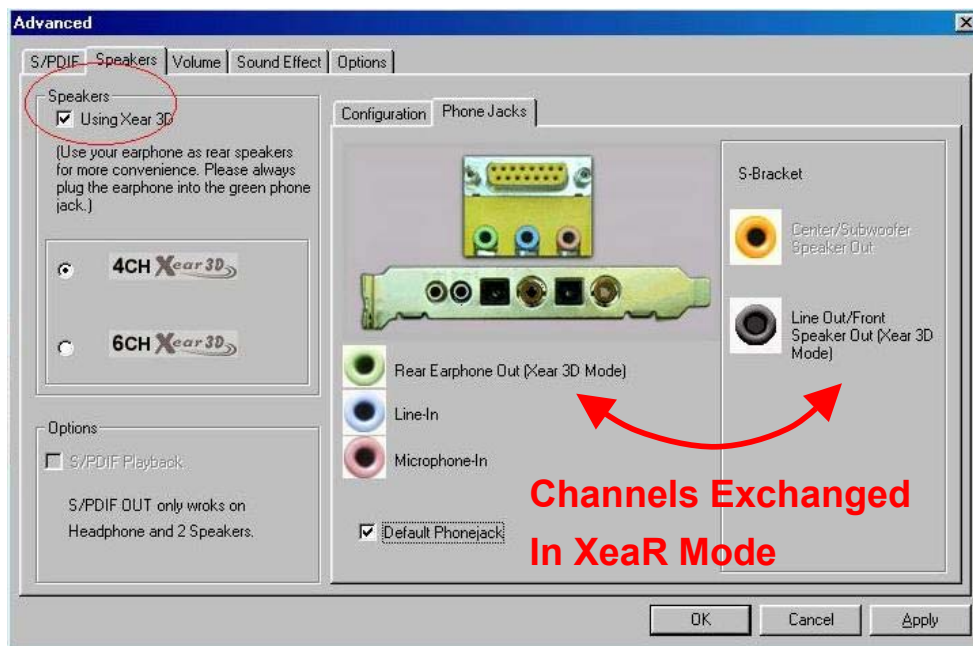 Advanced
S/PDIF Speakers Volume Sound Effect Options
Speakers
Using Xear 3D
(Use your earphone as rear speakers
for more convenience. Please always
plug the earphone into the green phone
jack.)
4CH Xear 3D
6CH Xear 3D
Options
S/PDIF Playback
S/PDIF OUT only wroks on
Headphone and 2 Speakers.
Configuration Phone Jacks
Rear Earphone Out (Xear 3D Mode)
Line-In
Microphone-In
Default Phonejack
S-Bracket
Center/Subwoofer
Speaker Out
Line Out/Front
Speaker Out (Xear 3D
Mode)
Channels Exchanged
In XeaR Mode
OK Cancel Apply